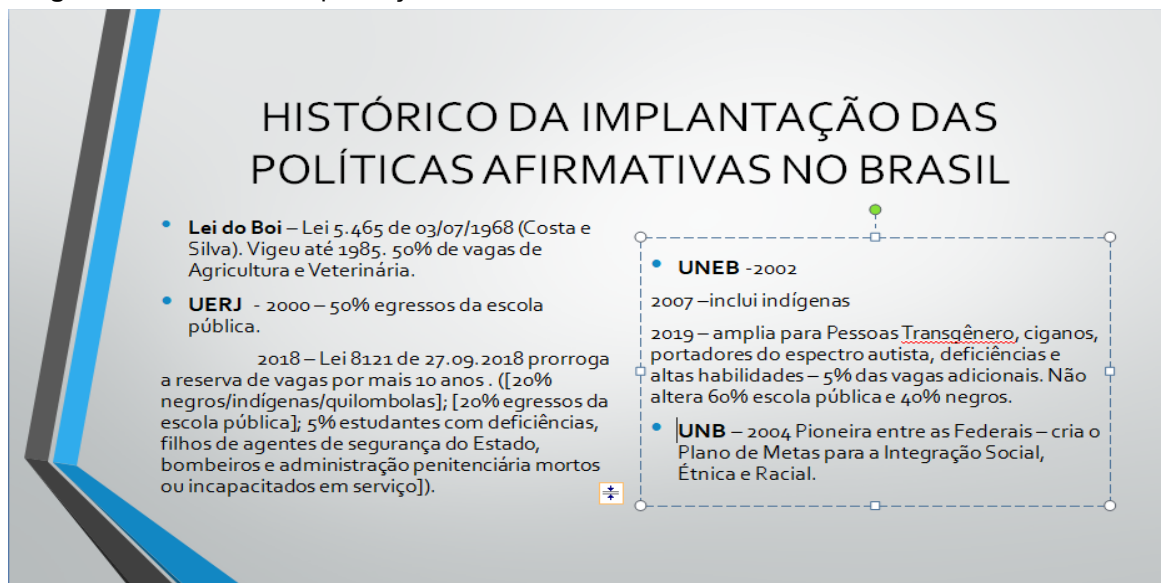 HISTÓRICO DA IMPLANTAÇÃO DAS
POLÍTICAS AFIRMATIVAS NO BRASIL
• Lei do Boi – Lei 5.465 de 03/07/1968 (Costa e
Silva). Vigeu até 1985. 50% de vagas de
Agricultura e Veterinária.
• UERJ - 2000 – 50% egressos da escola
pública.
2018 – Lei 8121 de 27.09.2018 prorroga
a reserva de vagas por mais 10 anos . ([20%
negros/indígenas/quilombolas]; [20% egressos da
escola pública]; 5% estudantes com deficiências,
filhos de agentes de segurança do Estado,
bombeiros e administração penitenciária mortos
ou incapacitados em serviço]).
• UNEB -2002
2007 –inclui indígenas
2019 – amplia para Pessoas Transgênero, ciganos,
portadores do espectro autista, deficiências e
altas habilidades – 5% das vagas adicionais. Não
altera 60% escola pública e 40% negros.
• UNB – 2004 Pioneira entre as Federais – cria o
Plano de Metas para a Integração Social,
Étnica e Racial.